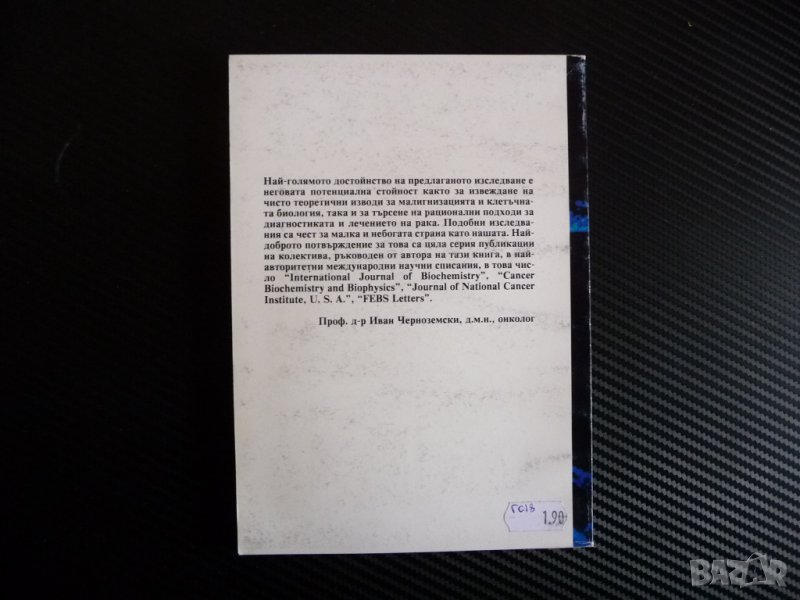 Най-голямото достойнство на предлаганото изследване е
неговата потенциална стойност както за извеждане на
чисто теоретични изводи за малигнизацията и клетъчна-
та биология, така и за търсене на рационални подходи за
диагностиката и лечението на рака. Подобни изследва-
ния са чест за малка и небогата страна като нашата. Най-
доброто потвърждение за това са цяла серия публикации
на колектива, ръководен от автора на тази книга, в най-
авторитетни международни научни списания, в това чис-
ло "International Journal of Biochemistry", "Cancer
Biochemistry and Biophysics", "Journal of National Cancer
Institute, U. S. A.", "FEBS Letters".
Проф. д-р Иван Черноземски, д.м.н., онколог
1.90
BAZAR